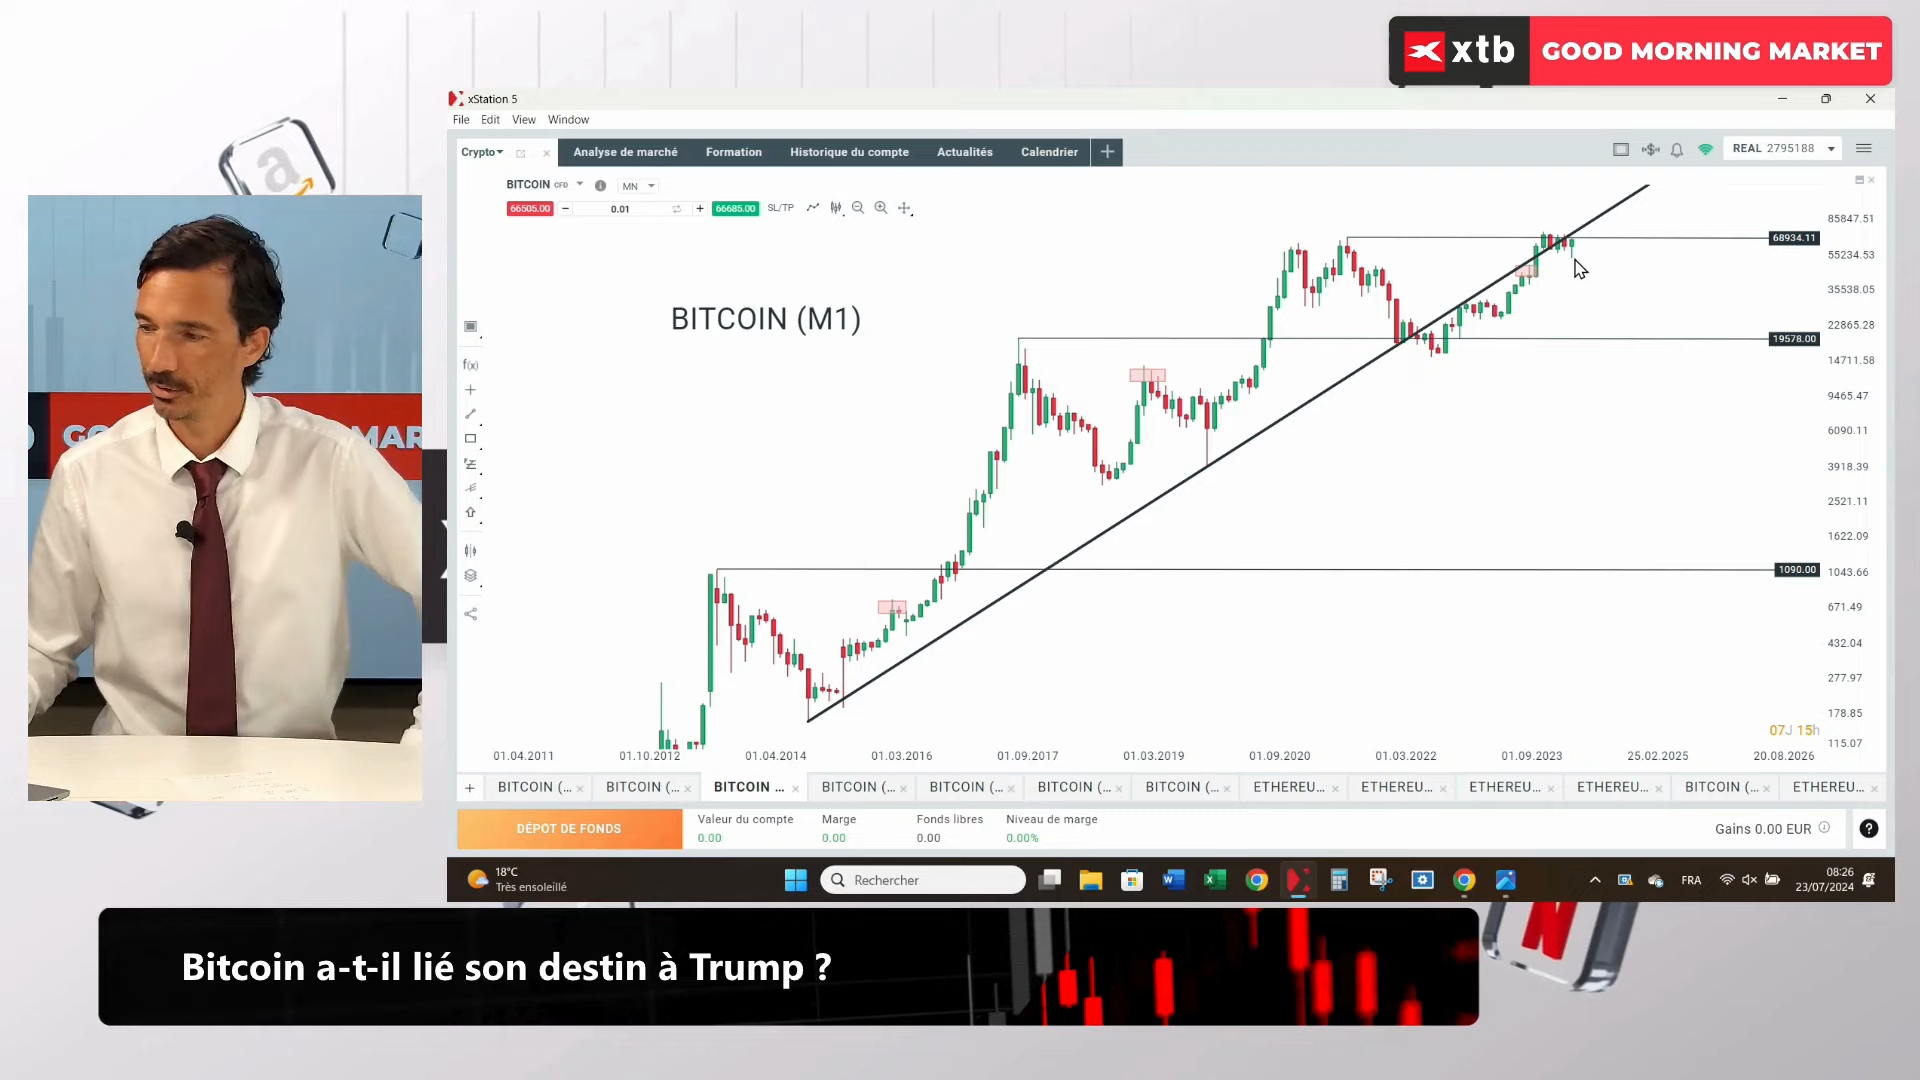 xtb GOOD MORNING MARKET
xStation 5
File Edit View Window
Crypto Analyse de marché Formation Historique du compte Actualités Calendrier
REAL 2795188
BITCOIN CFD MN
66505.00 0.01 66685.00 SL/TP
BITCOIN (M1)
f(x)
85847.51
68934.11
55234.53
35538.05
22865.28
19578.00
14711.58
9465.47
6090.11
3918.39
2521.11
1622.09
1090.00
1043.66
671.49
432.04
277.97
178.85
07J 15h
115.07
01.04.2011 01.10.2012 01.04.2014 01.03.2016 01.09.2017 01.03.2019 01.09.2020 01.03.2022 01.09.2023 25.02.2025 20.08.2026
BITCOIN (... BITCOIN (... BITCOIN ... BITCOIN (... BITCOIN (... BITCOIN (... BITCOIN (... ETHEREU... ETHEREU... ETHEREU... ETHEREU... BITCOIN (... ETHEREU...
DÉPÔT DE FONDS
Valeur du compte Marge Fonds libres Niveau de marge
0.00 0.00 0.00 0.00%
Gains 0.00 EUR
18°C
Très ensoleillé
Rechercher
FRA
08:26
23/07/2024
GO MAR
Bitcoin a-t-il lié son destin à Trump ?